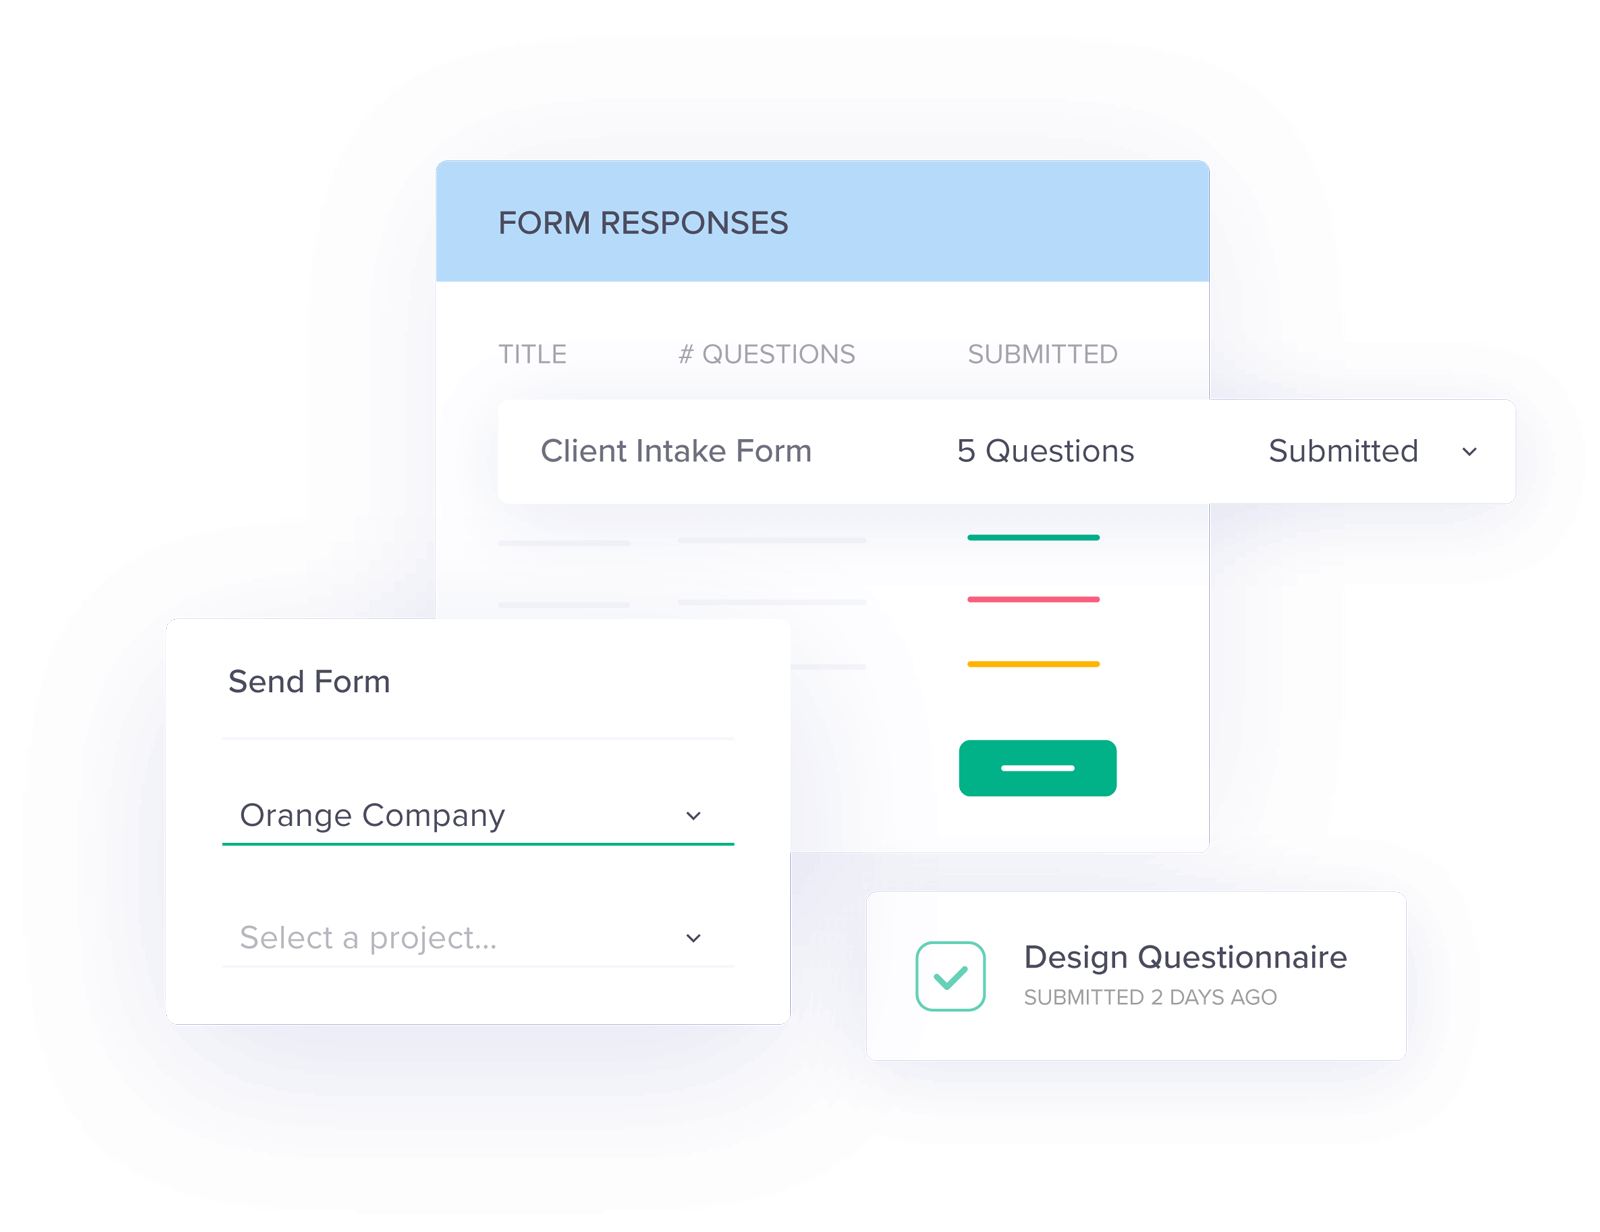 FORM RESPONSES
TITLE # QUESTIONS SUBMITTED
Client Intake Form 5 Questions Submitted
Send Form
Orange Company
Select a project...
Design Questionnaire
SUBMITTED 2 DAYS AGO